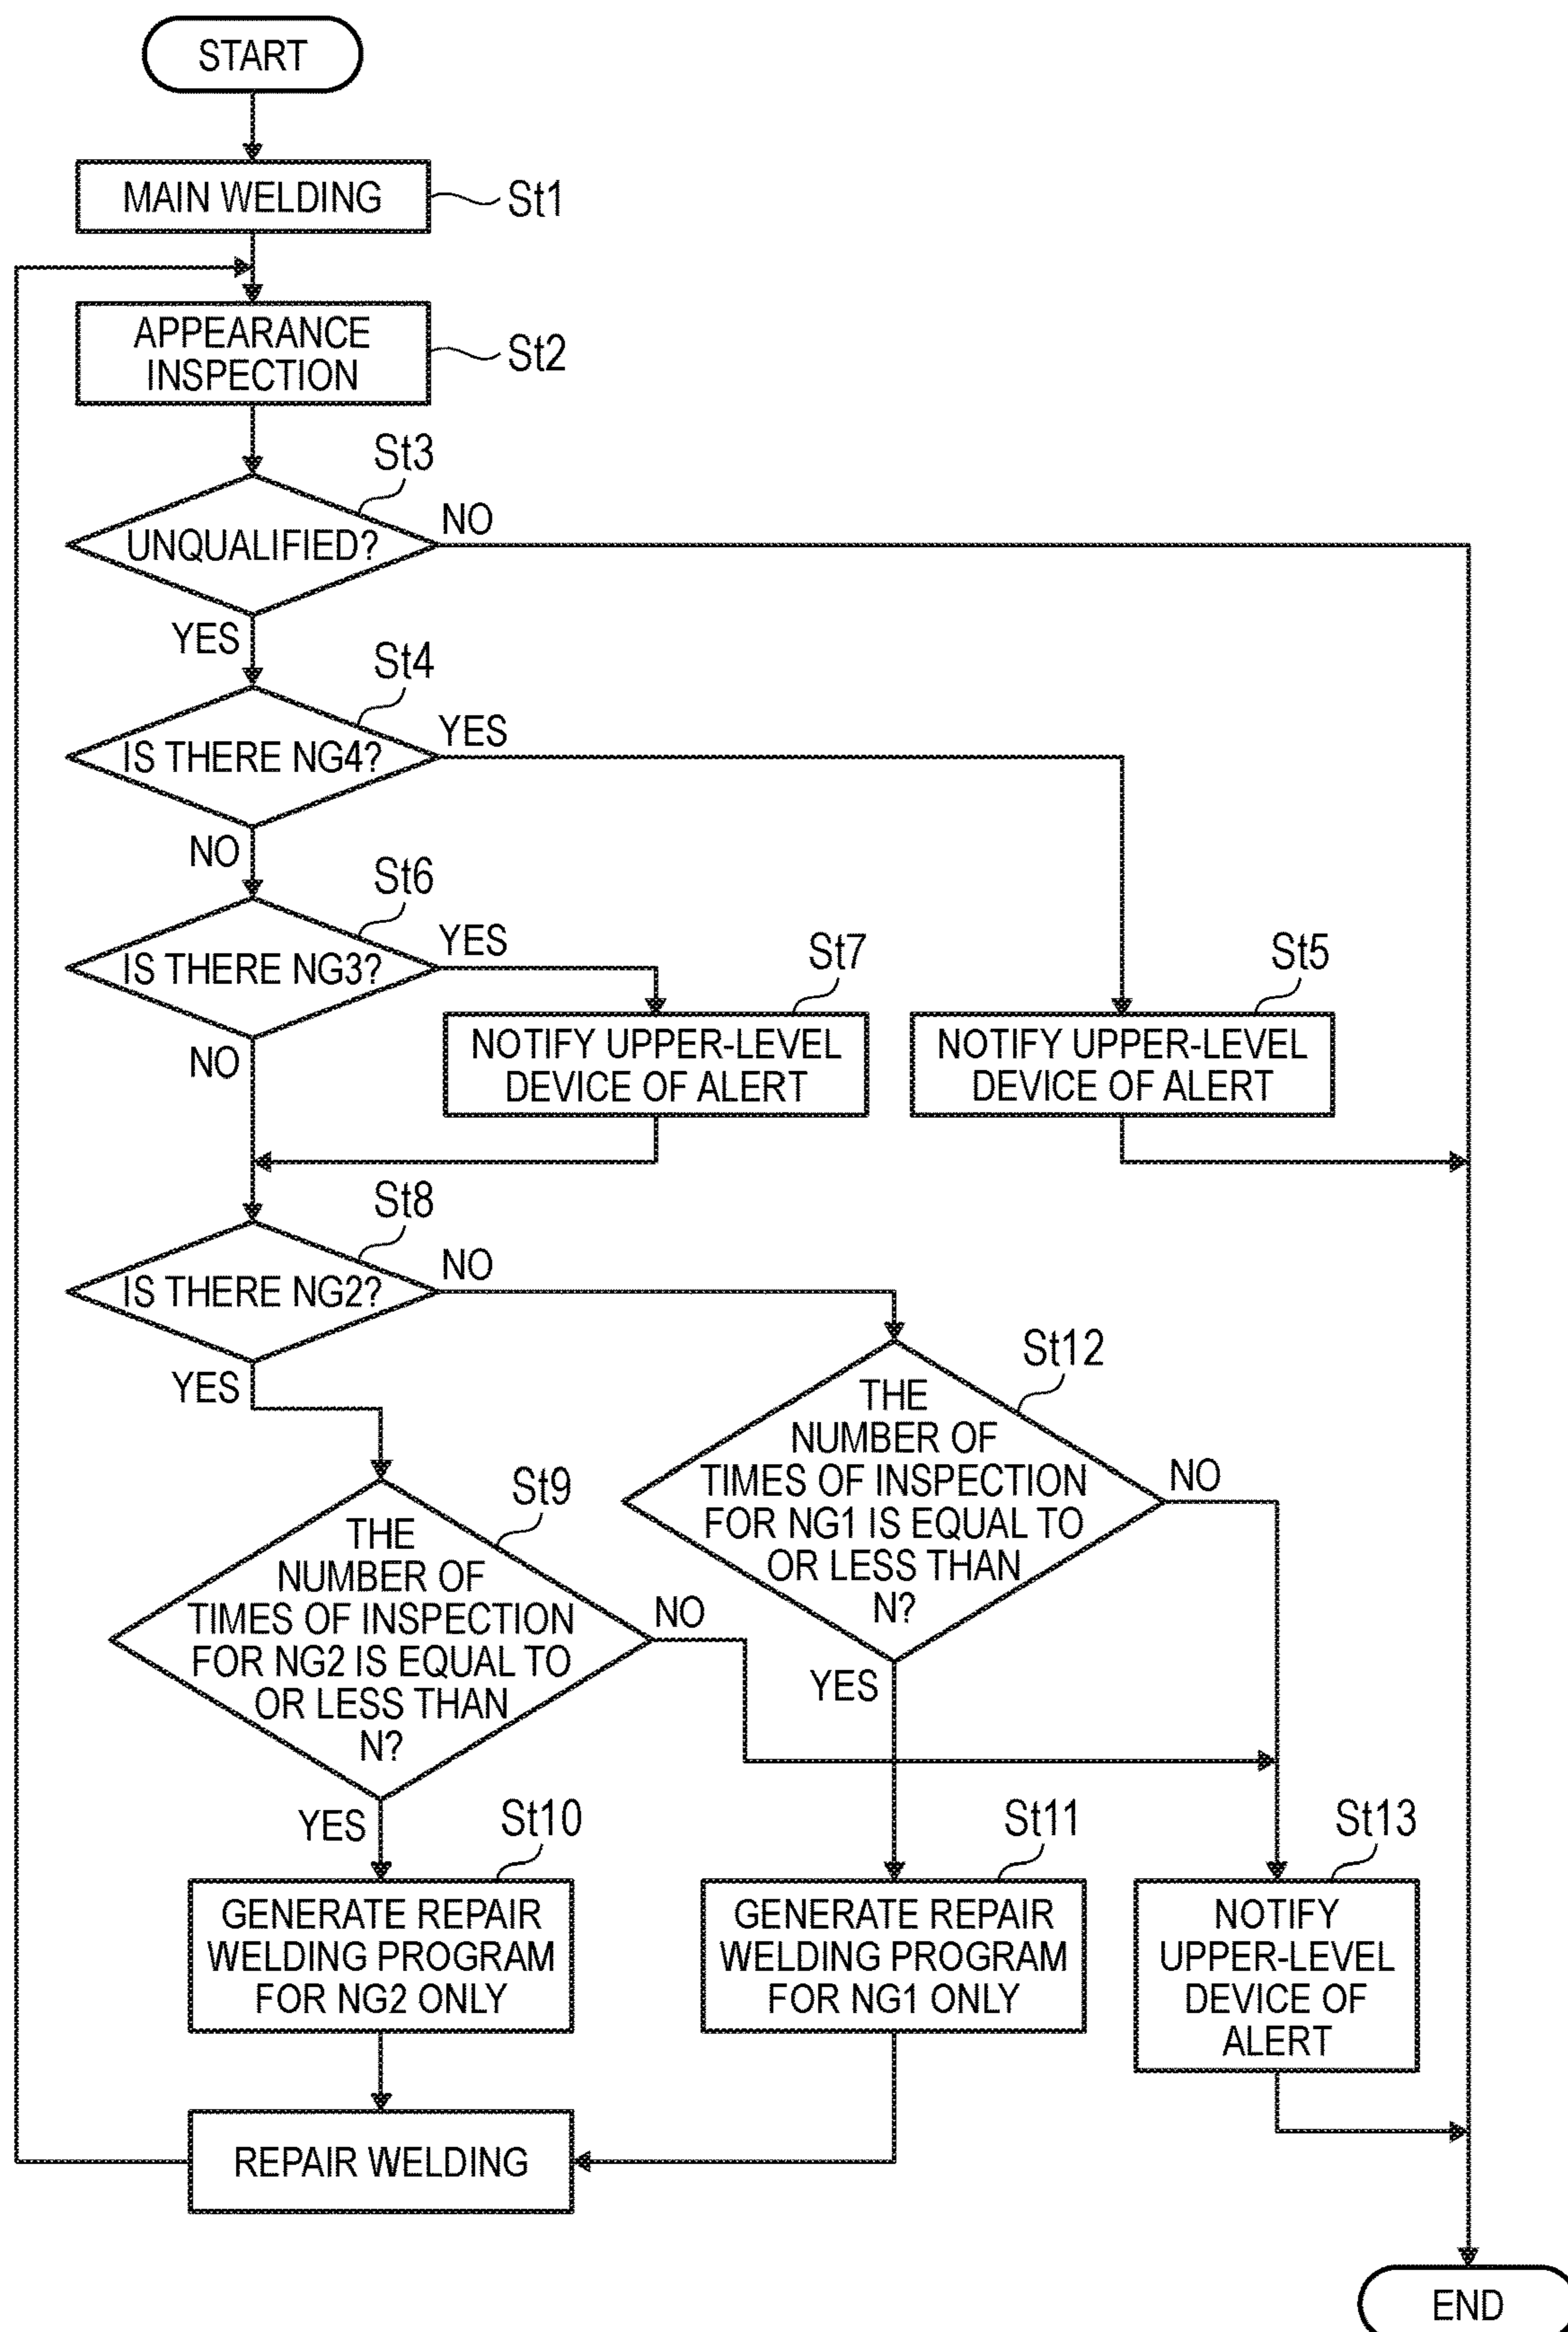 START
MAIN WELDING
St1
APPEARANCE
INSPECTION
St2
St3
UNQUALIFIED?
NO
YES
St4
IS THERE NG4?
YES
NO
St6
IS THERE NG3?
YES
NO
St7
NOTIFY UPPER-LEVEL
DEVICE OF ALERT
St5
NOTIFY UPPER-LEVEL
DEVICE OF ALERT
St8
IS THERE NG2?
NO
YES
St12
THE
NUMBER OF
TIMES OF INSPECTION
FOR NG1 IS EQUAL TO
OR LESS THAN
N?
NO
YES
St9
THE
NUMBER OF
TIMES OF INSPECTION
FOR NG2 IS EQUAL TO
OR LESS THAN
N?
NO
YES
St10
GENERATE REPAIR
WELDING PROGRAM
FOR NG2 ONLY
St11
GENERATE REPAIR
WELDING PROGRAM
FOR NG1 ONLY
St13
NOTIFY
UPPER-LEVEL
DEVICE OF
ALERT
REPAIR WELDING
END